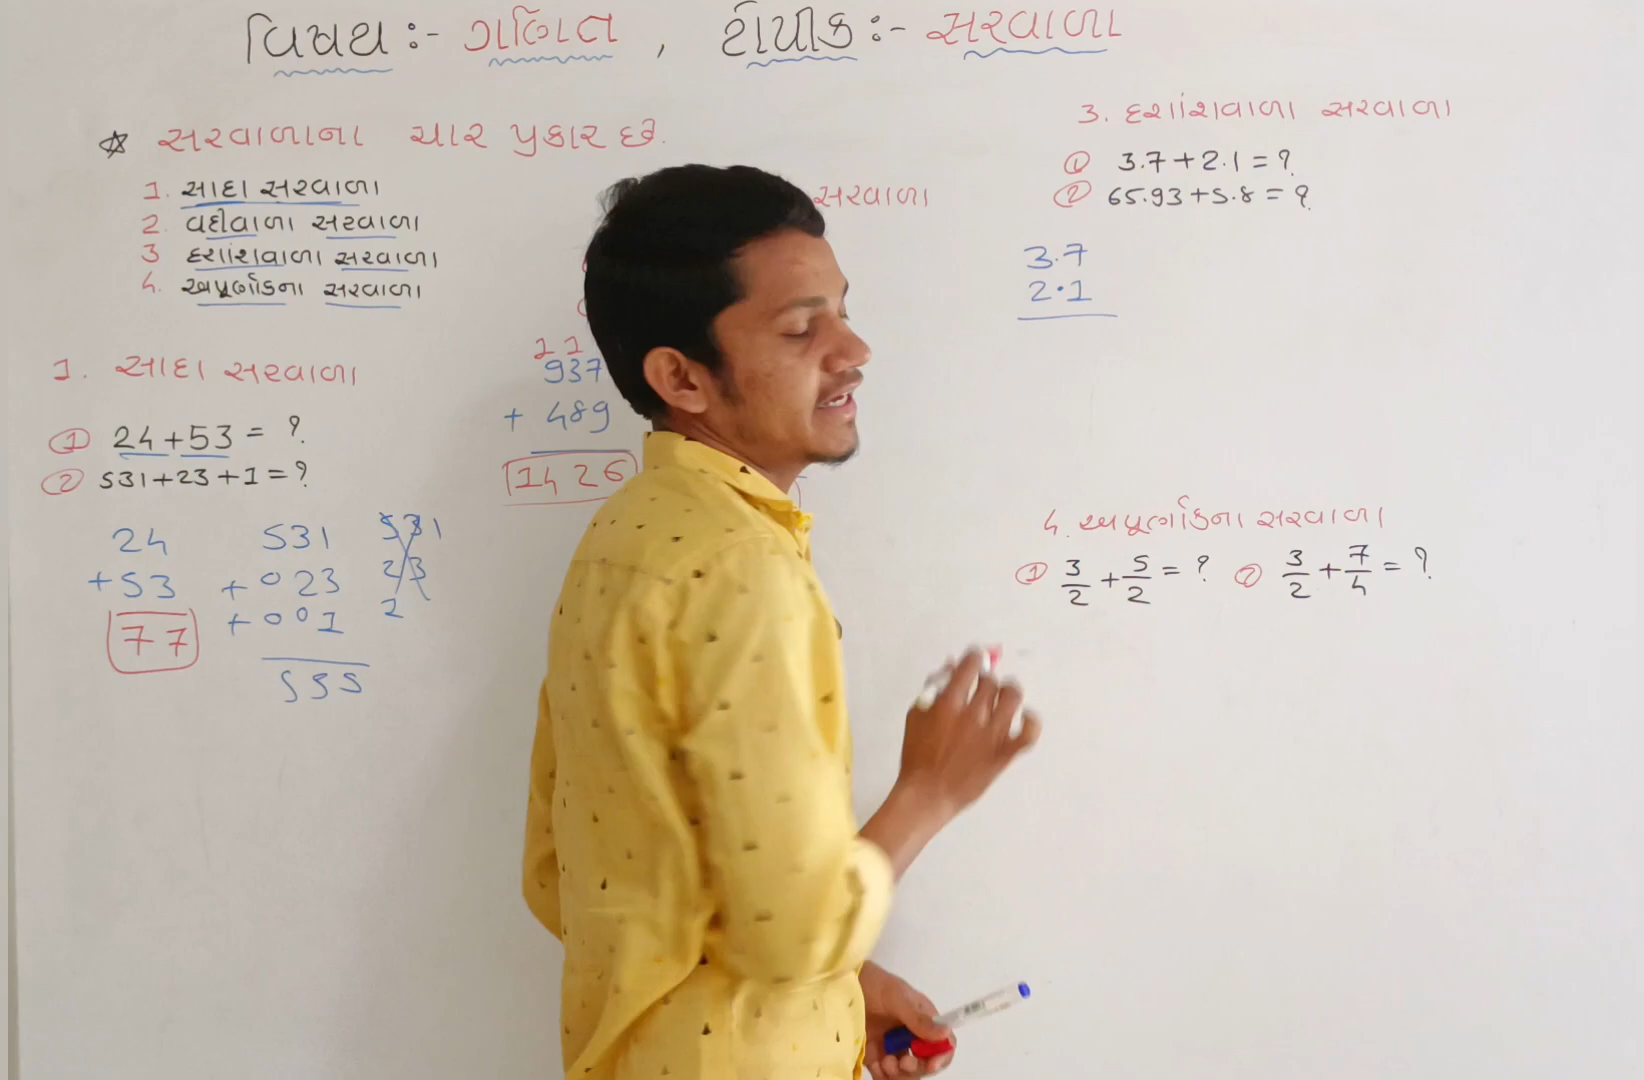 વિષય :- ગણિત , ટોપીક :- સરવાળા
☆ સરવાળાના ચાર પ્રકાર છે.
1. સાદા સરવાળા
2. વદીવાળા સરવાળા
3 દશાંશવાળા સરવાળા
4. અપૂર્ણાંકના સરવાળા
1. સાદા સરવાળા
① 24+53 = ?
② 531+23+1=?
24
+53
77
531
+023
+001
555
531
23
2
સરવાળા
11
937
+ 489
1426
3. દશાંશવાળા સરવાળા
① 3.7+2.1=?
② 65.93+5.8=?
3.7
2.1
4. અપૂર્ણાંકના સરવાળા
① 3/2 + 5/2 = ? ② 3/2 + 7/4 = ?